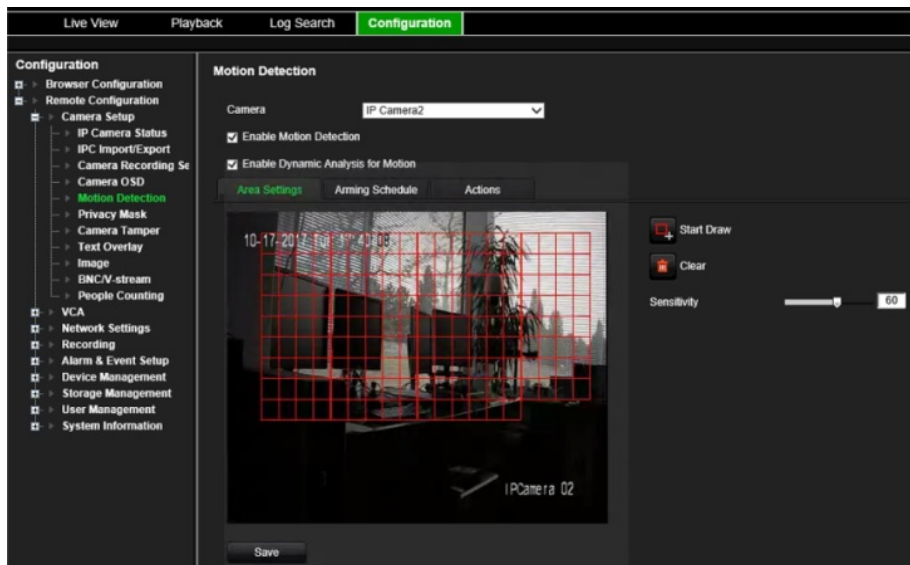 Live View Playback Log Search Configuration
Configuration
Browser Configuration
Remote Configuration
Camera Setup
IP Camera Status
IPC Import/Export
Camera Recording Se
Camera OSD
Motion Detection
Privacy Mask
Camera Tamper
Text Overlay
Image
BNC/V-stream
People Counting
VCA
Network Settings
Recording
Alarm & Event Setup
Device Management
Storage Management
User Management
System Information
Motion Detection
Camera IP Camera2
Enable Motion Detection
Enable Dynamic Analysis for Motion
Area Settings Arming Schedule Actions
10-17-2017
IPCamera 02
Start Draw
Clear
Sensitivity 60
Save